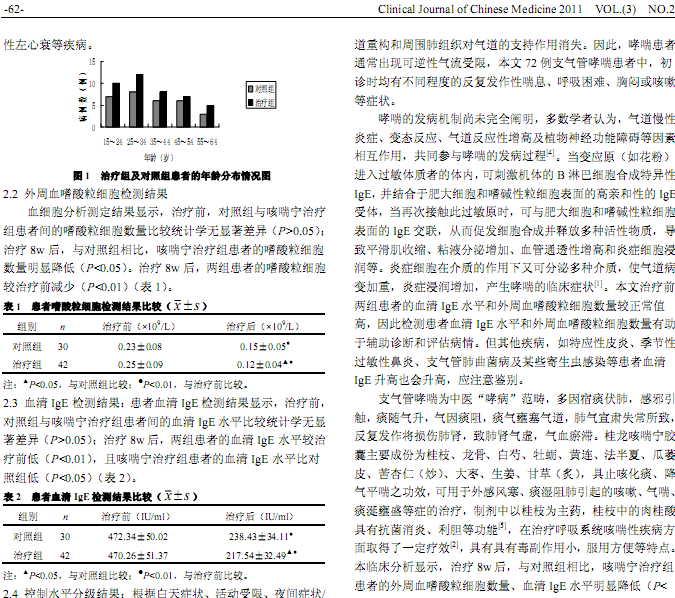 -62-
Clinical Journal of Chinese Medicine 2011 VOL.(3) NO.2
性左心衰等疾病。
病例数(例)
15
10
5
0
15~24 25~34 35~44 45~54 55~64
年龄(岁)
对照组
治疗组
图 1 治疗组及对照组患者的年龄分布情况图
2.2 外周血嗜酸粒细胞检测结果
血细胞分析测定结果显示，治疗前，对照组与咳喘宁治疗
组患者间的嗜酸粒细胞数量比较统计学无显著差异（P>0.05）；
治疗 8w 后，与对照组相比，咳喘宁治疗组患者的嗜酸粒细胞
数量明显降低（P<0.05）。治疗 8w 后，两组患者的嗜酸粒细胞
较治疗前减少（P<0.01）（表 1）。
表 1 患者嗜酸粒细胞检测结果比较（x̄±s）
组别 n 治疗前（×10⁹/L） 治疗后（×10⁹/L）
对照组 30 0.23±0.08 0.15±0.05●
治疗组 42 0.25±0.09 0.12±0.04▲●
注：▲P<0.05，与对照组比较；●P<0.01，与治疗前比较。
2.3 血清 IgE 检测结果：患者血清 IgE 检测结果显示，治疗前，
对照组与咳喘宁治疗组患者间的血清 IgE 水平比较统计学无显
著差异（P>0.05）；治疗 8w 后，两组患者的血清 IgE 水平较治
疗前低（P<0.01），且咳喘宁治疗组患者的血清 IgE 水平比对
照组低（P<0.05）（表 2）。
表 2 患者血清 IgE 检测结果比较（x̄±s）
组别 n 治疗前（IU/ml） 治疗后（IU/ml）
对照组 30 472.34±50.02 238.43±34.11●
治疗组 42 470.26±51.37 217.54±32.49▲●
注：▲P<0.05，与对照组比较；●P<0.01，与治疗前比较。
2.4 控制水平分级结果：根据白天症状、活动受限、夜间症状/
道重构和周围肺组织对气道的支持作用消失。因此，哮喘患者
通常出现可逆性气流受限，本文 72 例支气管哮喘患者中，初
诊时均有不同程度的反复发作性喘息、呼吸困难、胸闷或咳嗽
等症状。
哮喘的发病机制尚未完全阐明，多数学者认为，气道慢性
炎症、变态反应、气道反应性增高及植物神经功能障碍等因素
相互作用，共同参与哮喘的发病过程[4]。当变应原（如花粉）
进入过敏体质者的体内，可刺激机体的 B 淋巴细胞合成特异性
IgE，并结合于肥大细胞和嗜碱性粒细胞表面的高亲和性的 IgE
受体，当再次接触此过敏原时，可与肥大细胞和嗜碱性粒细胞
表面的 IgE 交联，从而促发细胞合成并释放多种活性物质，导
致平滑肌收缩、粘液分泌增加、血管通透性增高和炎症细胞浸
润等。炎症细胞在介质的作用下又可分泌多种介质，使气道病
变加重，炎症浸润增加，产生哮喘的临床症状[1]。本文治疗前
两组患者的血清 IgE 水平和外周血嗜酸粒细胞数量较正常值
高，因此检测患者血清 IgE 水平和外周血嗜酸粒细胞数量有助
于辅助诊断和评估病情。但其他疾病，如特应性皮炎、季节性
过敏性鼻炎、支气管肺曲菌病及某些寄生虫感染等患者血清
IgE 升高也会升高，应注意鉴别。
支气管哮喘为中医“哮病”范畴，多因宿痰伏肺，感邪引
触，痰随气升，气因痰阻，痰气壅塞气道，肺气宣肃失常所致，
反复发作将损伤肺肾，致肺肾气虚，气血瘀滞。桂龙咳喘宁胶
囊主要成份为桂枝、龙骨、白芍、牡蛎、黄连、法半夏、瓜蒌
皮、苦杏仁（炒）、大枣、生姜、甘草（炙），具止咳化痰、降
气平喘之功效，可用于外感风寒、痰湿阻肺引起的咳嗽、气喘、
痰涎壅盛等症的治疗，制剂中以桂枝为主药，桂枝中的肉桂酸
具有抗菌消炎、利胆等功能[5]，在治疗呼吸系统咳喘性疾病方
面取得了一定疗效[2]，具有具有毒副作用小，服用方便等特点。
本临床分析显示，治疗 8w 后，与对照组相比，咳喘宁治疗组
患者的外周血嗜酸粒细胞数量、血清 IgE 水平明显降低（P<